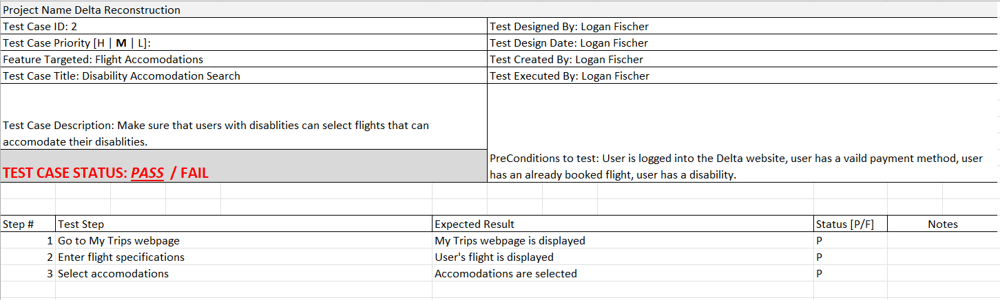 Project Name Delta Reconstruction
Test Case ID: 2
Test Designed By: Logan Fischer
Test Case Priority [H | M | L]:
Test Design Date: Logan Fischer
Feature Targeted: Flight Accomodations
Test Created By: Logan Fischer
Test Case Title: Disability Accomodation Search
Test Executed By: Logan Fischer
Test Case Description: Make sure that users with disablities can select flights that can
accomodate their disablities.
PreConditions to test: User is logged into the Delta website, user has a vaild payment method, user
has an already booked flight, user has a disability.
TEST CASE STATUS: PASS / FAIL
Step # Test Step Expected Result Status [P/F] Notes
1 Go to My Trips webpage My Trips webpage is displayed P
2 Enter flight specifications User's flight is displayed P
3 Select accomodations Accomodations are selected P